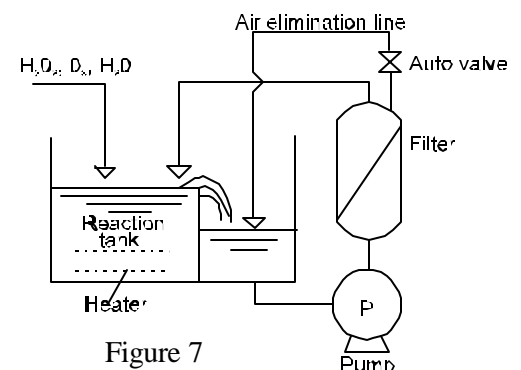 Air elimination line
H₂O₂, O₃, H₂O
Auto valve
Filter
Reaction
tank
Heater
P
Figure 7
Pump